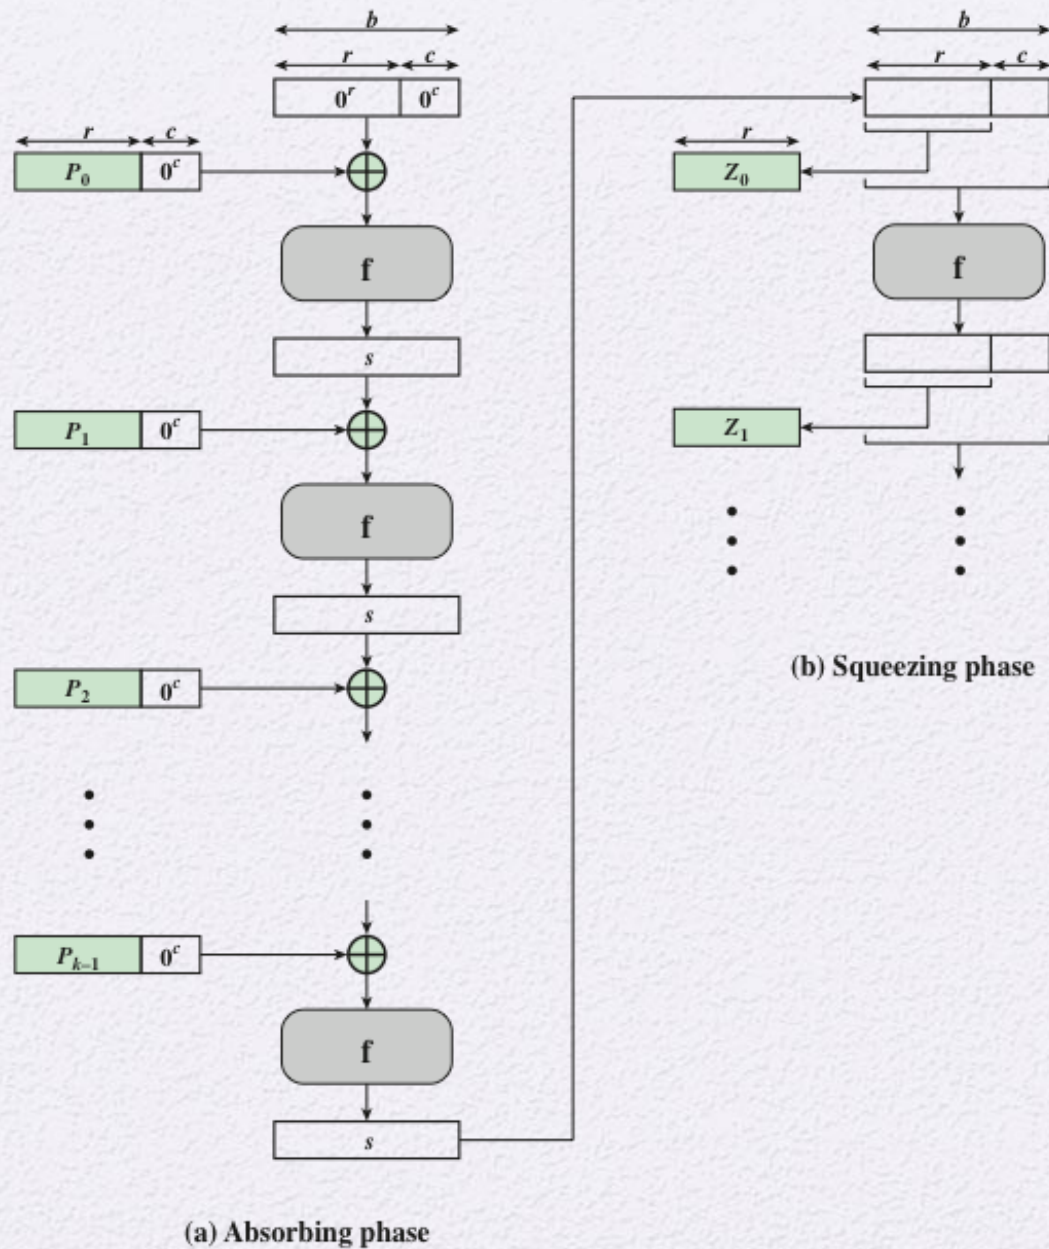 b
r c
0^r 0^c
r c
P_0 0^c
f
s
P_1 0^c
f
s
P_2 0^c
P_{k-1} 0^c
f
s
(a) Absorbing phase
b
r c
r
Z_0
f
Z_1
(b) Squeezing phase